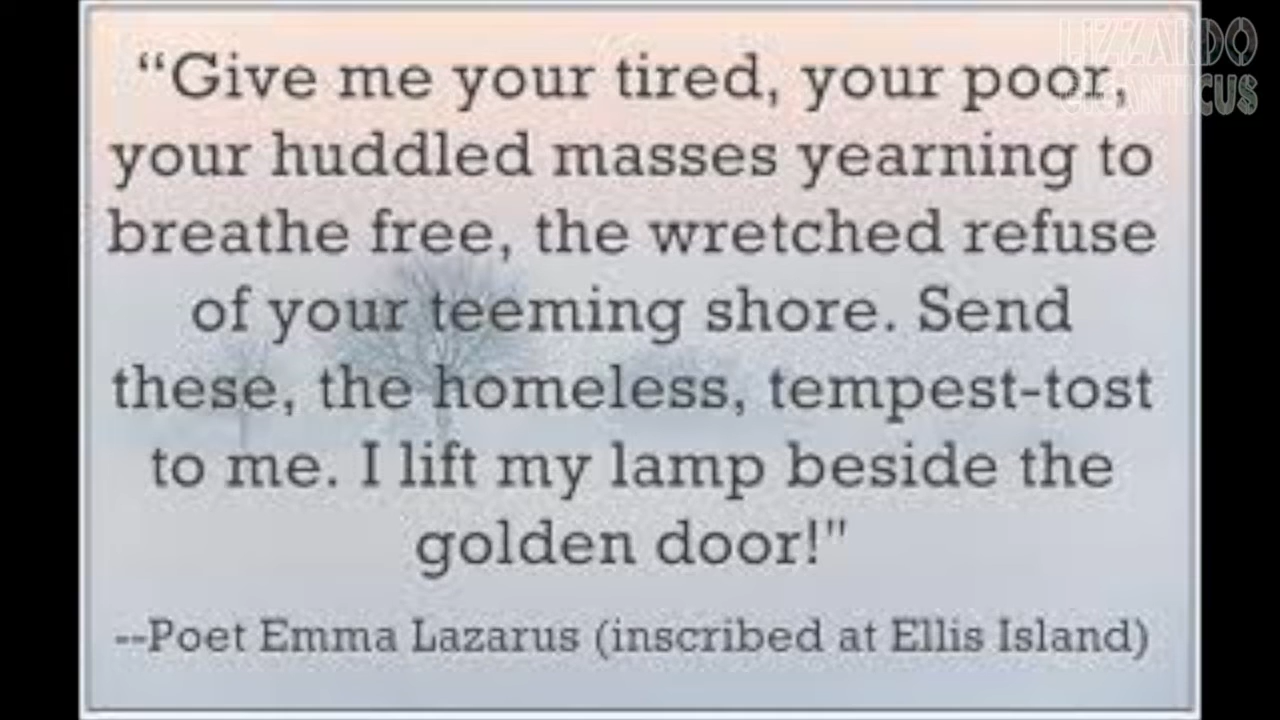 “Give me your tired, your poor,
your huddled masses yearning to
breathe free, the wretched refuse
of your teeming shore. Send
these, the homeless, tempest-tost
to me. I lift my lamp beside the
golden door!"
--Poet Emma Lazarus (inscribed at Ellis Island)
LIZZARDO
GIGANTICUS